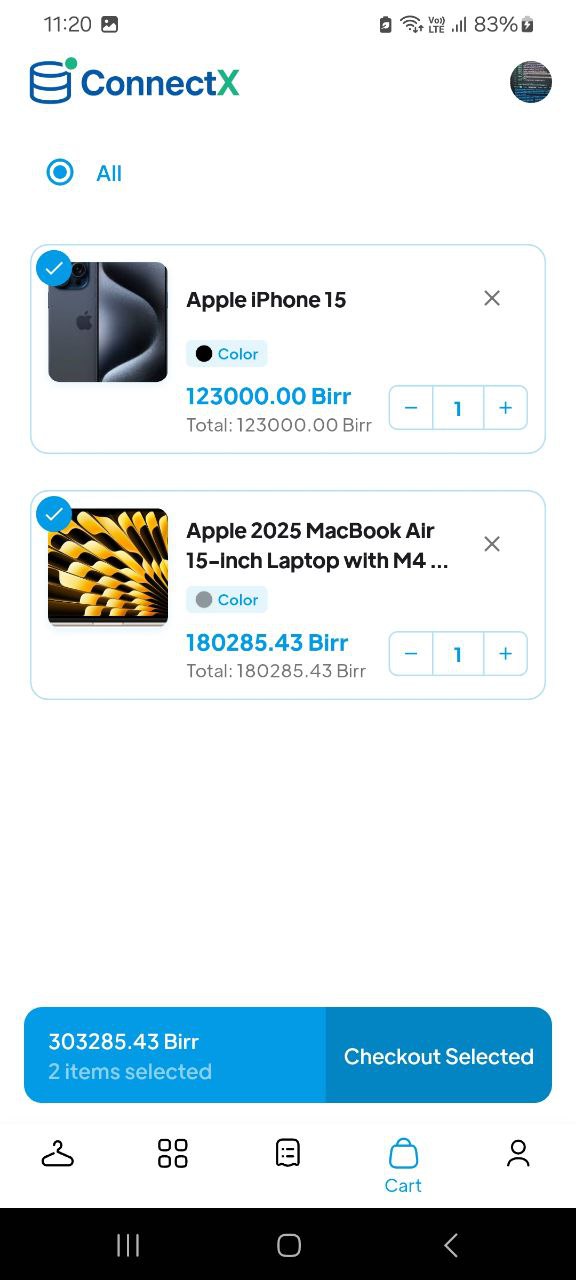 11:20
Vo))
LTE
83%
ConnectX
All
Apple iPhone 15
Color
123000.00 Birr
Total: 123000.00 Birr
1
Apple 2025 MacBook Air
15-inch Laptop with M4 ...
Color
180285.43 Birr
Total: 180285.43 Birr
1
303285.43 Birr
2 items selected
Checkout Selected
Cart